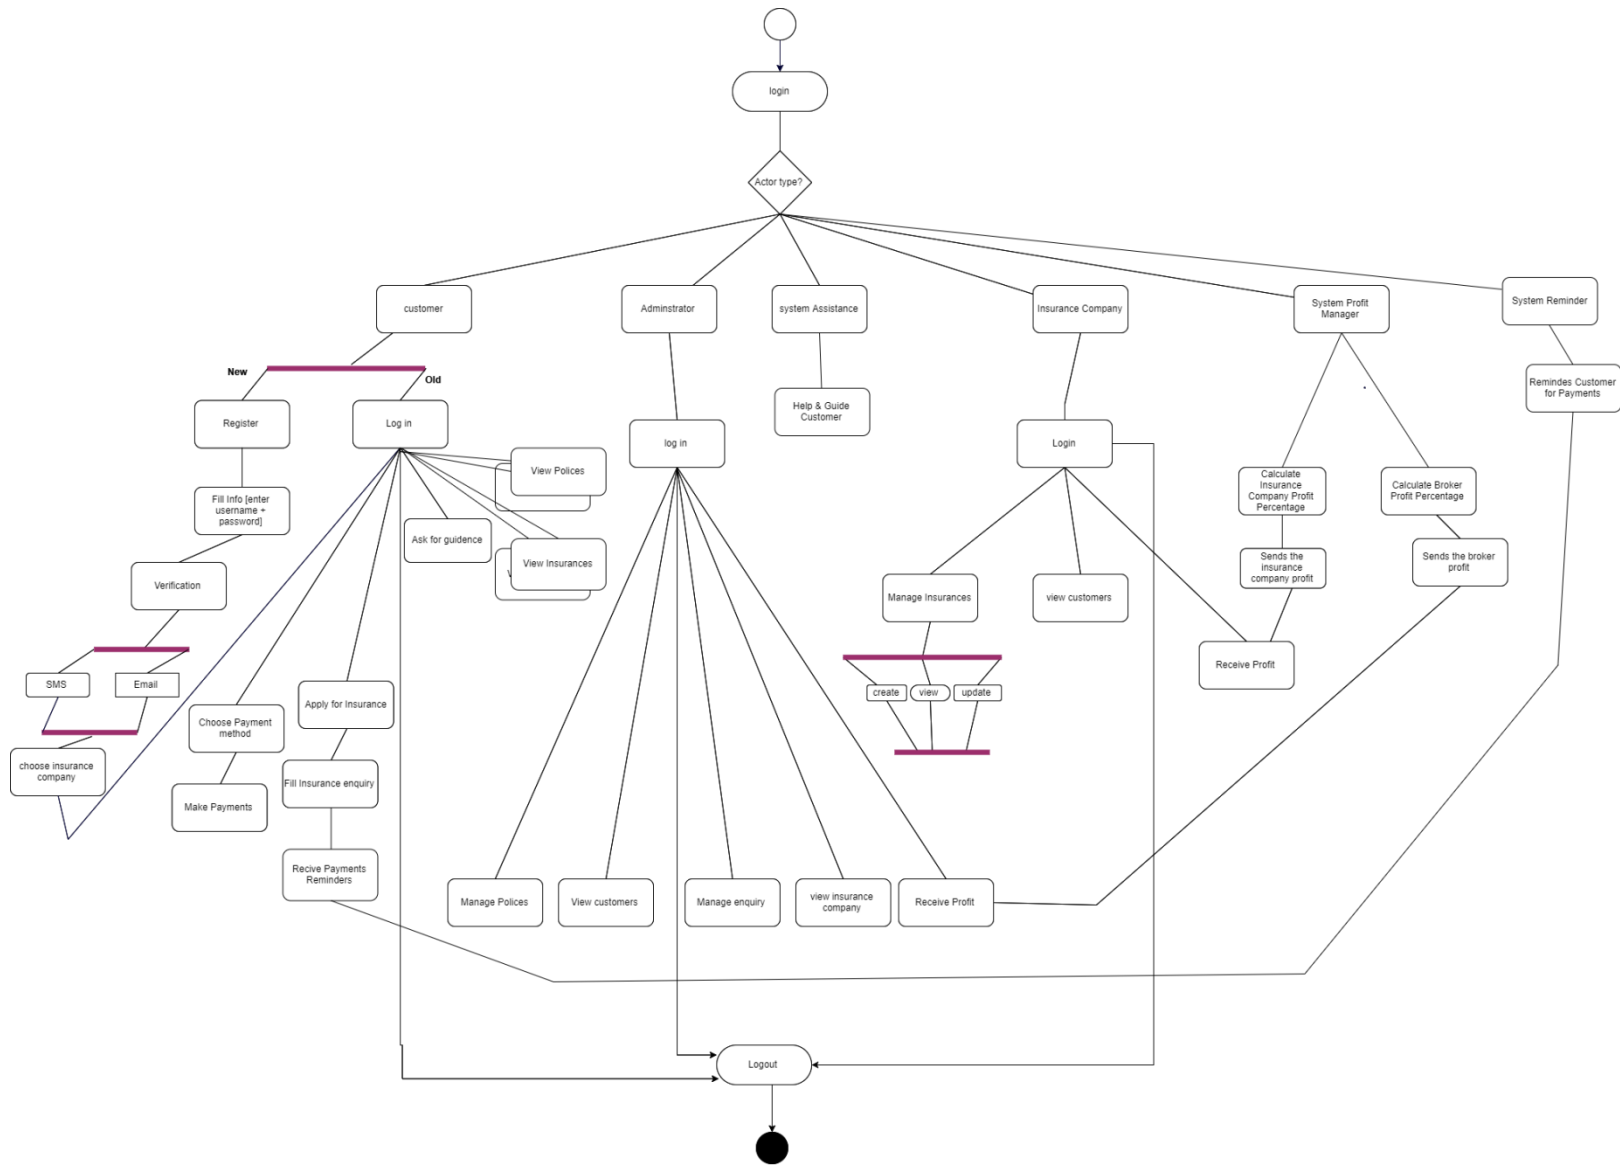 login
Actor type?
customer
Adminstrator
system Assistance
Insurance Company
System Profit
Manager
System Reminder
New
Old
Remindes Customer
for Payments
Register
Log in
Help & Guide
Customer
log in
Login
View Polices
Calculate
Insurance
Company Profit
Percentage
Calculate Broker
Profit Percentage
Fill Info [enter
username +
password]
Ask for guidence
View Insurances
Sends the
insurance
company profit
Sends the broker
profit
Verification
Manage Insurances
view customers
Receive Profit
SMS
Email
create
view
update
Apply for Insurance
Choose Payment
method
choose insurance
company
Fill Insurance enquiry
Make Payments
Recive Payments
Reminders
Manage Polices
View customers
Manage enquiry
view insurance
company
Receive Profit
Logout